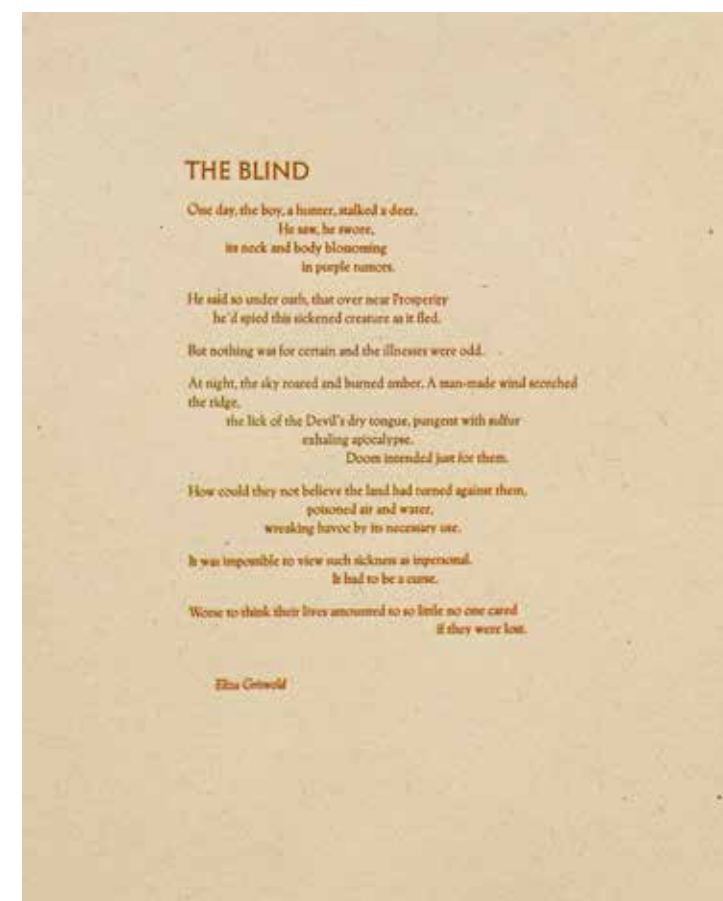 THE BLIND
One day, the boy, a hunter, stalked a deer.
He saw, he swore,
its neck and body blossoming
in purple tumors.
He said so under oath, that over near Prosperity
he'd spied this sickened creature as it fled.
But nothing was for certain and the illnesses were odd.
At night, the sky roared and burned amber. A man-made wind scorched
the ridge,
the lick of the Devil's dry tongue, pungent with sulfur
exhaling apocalypse.
Doom intended just for them.
How could they not believe the land had turned against them,
poisoned air and water,
wreaking havoc by its necessary use.
It was impossible to view such sickness as inpersonal.
It had to be a curse.
Worse to think their lives amounted to so little no one cared
if they were lost.
Eliza Griswold